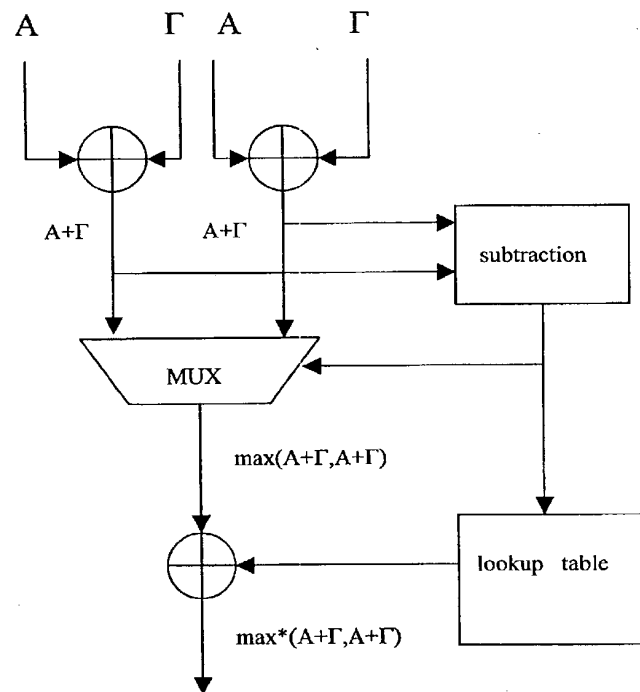 Α Γ Α Γ
Α+Γ Α+Γ
subtraction
MUX
max(Α+Γ,Α+Γ)
lookup table
max*(Α+Γ,Α+Γ)